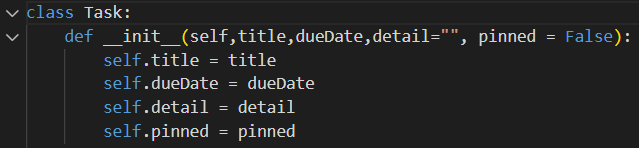 class Task:
    def __init__(self,title,dueDate,detail="", pinned = False):
        self.title = title
        self.dueDate = dueDate
        self.detail = detail
        self.pinned = pinned